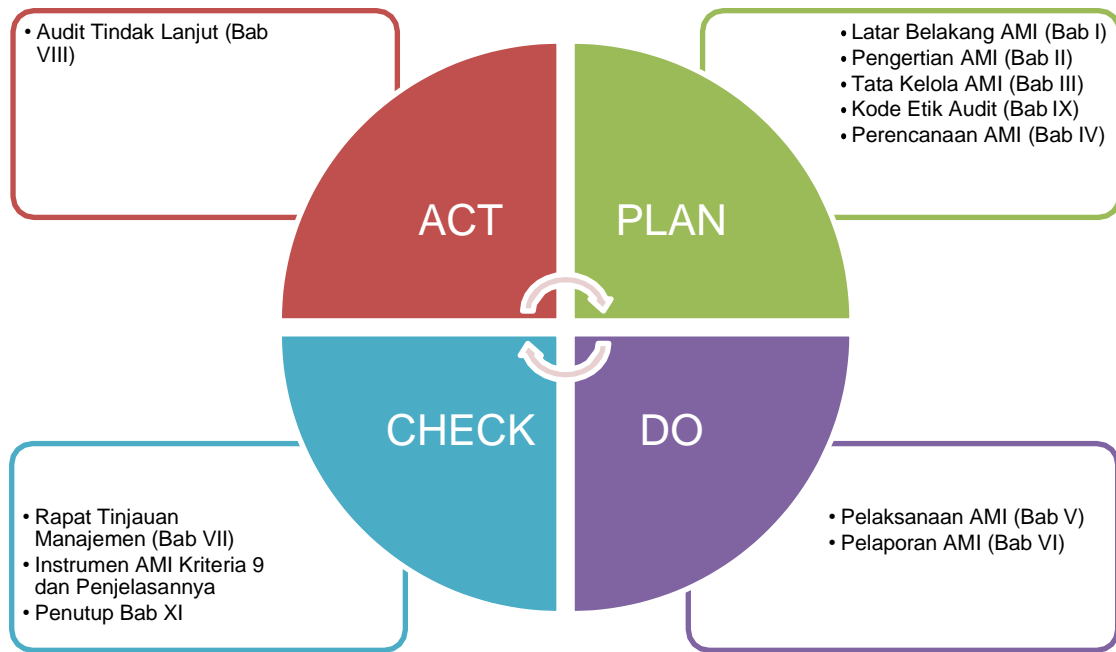 • Audit Tindak Lanjut (Bab
VIII)
• Latar Belakang AMI (Bab I)
• Pengertian AMI (Bab II)
• Tata Kelola AMI (Bab III)
• Kode Etik Audit (Bab IX)
• Perencanaan AMI (Bab IV)
ACT
PLAN
CHECK
DO
• Rapat Tinjauan
Manajemen (Bab VII)
• Instrumen AMI Kriteria 9
dan Penjelasannya
• Penutup Bab XI
• Pelaksanaan AMI (Bab V)
• Pelaporan AMI (Bab VI)